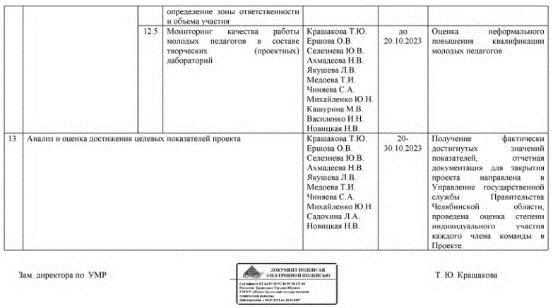 определение зоны ответственности
и объема участия
12.5 Мониторинг качества работы
молодых педагогов в составе
творческих (проектных)
лабораторий
Крашакова Т.Ю.
Ершова О.В.
Селезнева Ю.В.
Ахмадеева Н.В.
Якушева Л.В.
Медоева Т.И.
Чиняева С.А.
Михайленко Ю.Н.
Кашурина М.В.
Василенко И.Н.
Новицкая Н.В.
до
20.10.2023
Оценка неформального
повышения квалификации
молодых педагогов
13 Анализ и оценка достижения целевых показателей проекта
Крашакова Т.Ю.
Ершова О.В.
Селезнева Ю.В.
Ахмадеева Н.В.
Якушева Л.В.
Медоева Т.И.
Чиняева С.А.
Михайленко Ю.Н.
Садохина Л.А.
Новицкая Н.В.
20-
30.10.2023
Получение фактически
достигнутых значений
показателей, отчетная
документация для закрытия
проекта направлена в
Управление государственной
службы Правительства
Челябинской области,
проведена оценка степени
индивидуального участия
каждого члена команды в
Проекте
Зам. директора по УМР
ДОКУМЕНТ ПОДПИСАН
ЭЛЕКТРОННОЙ ПОДПИСЬЮ
Т. Ю. Крашакова